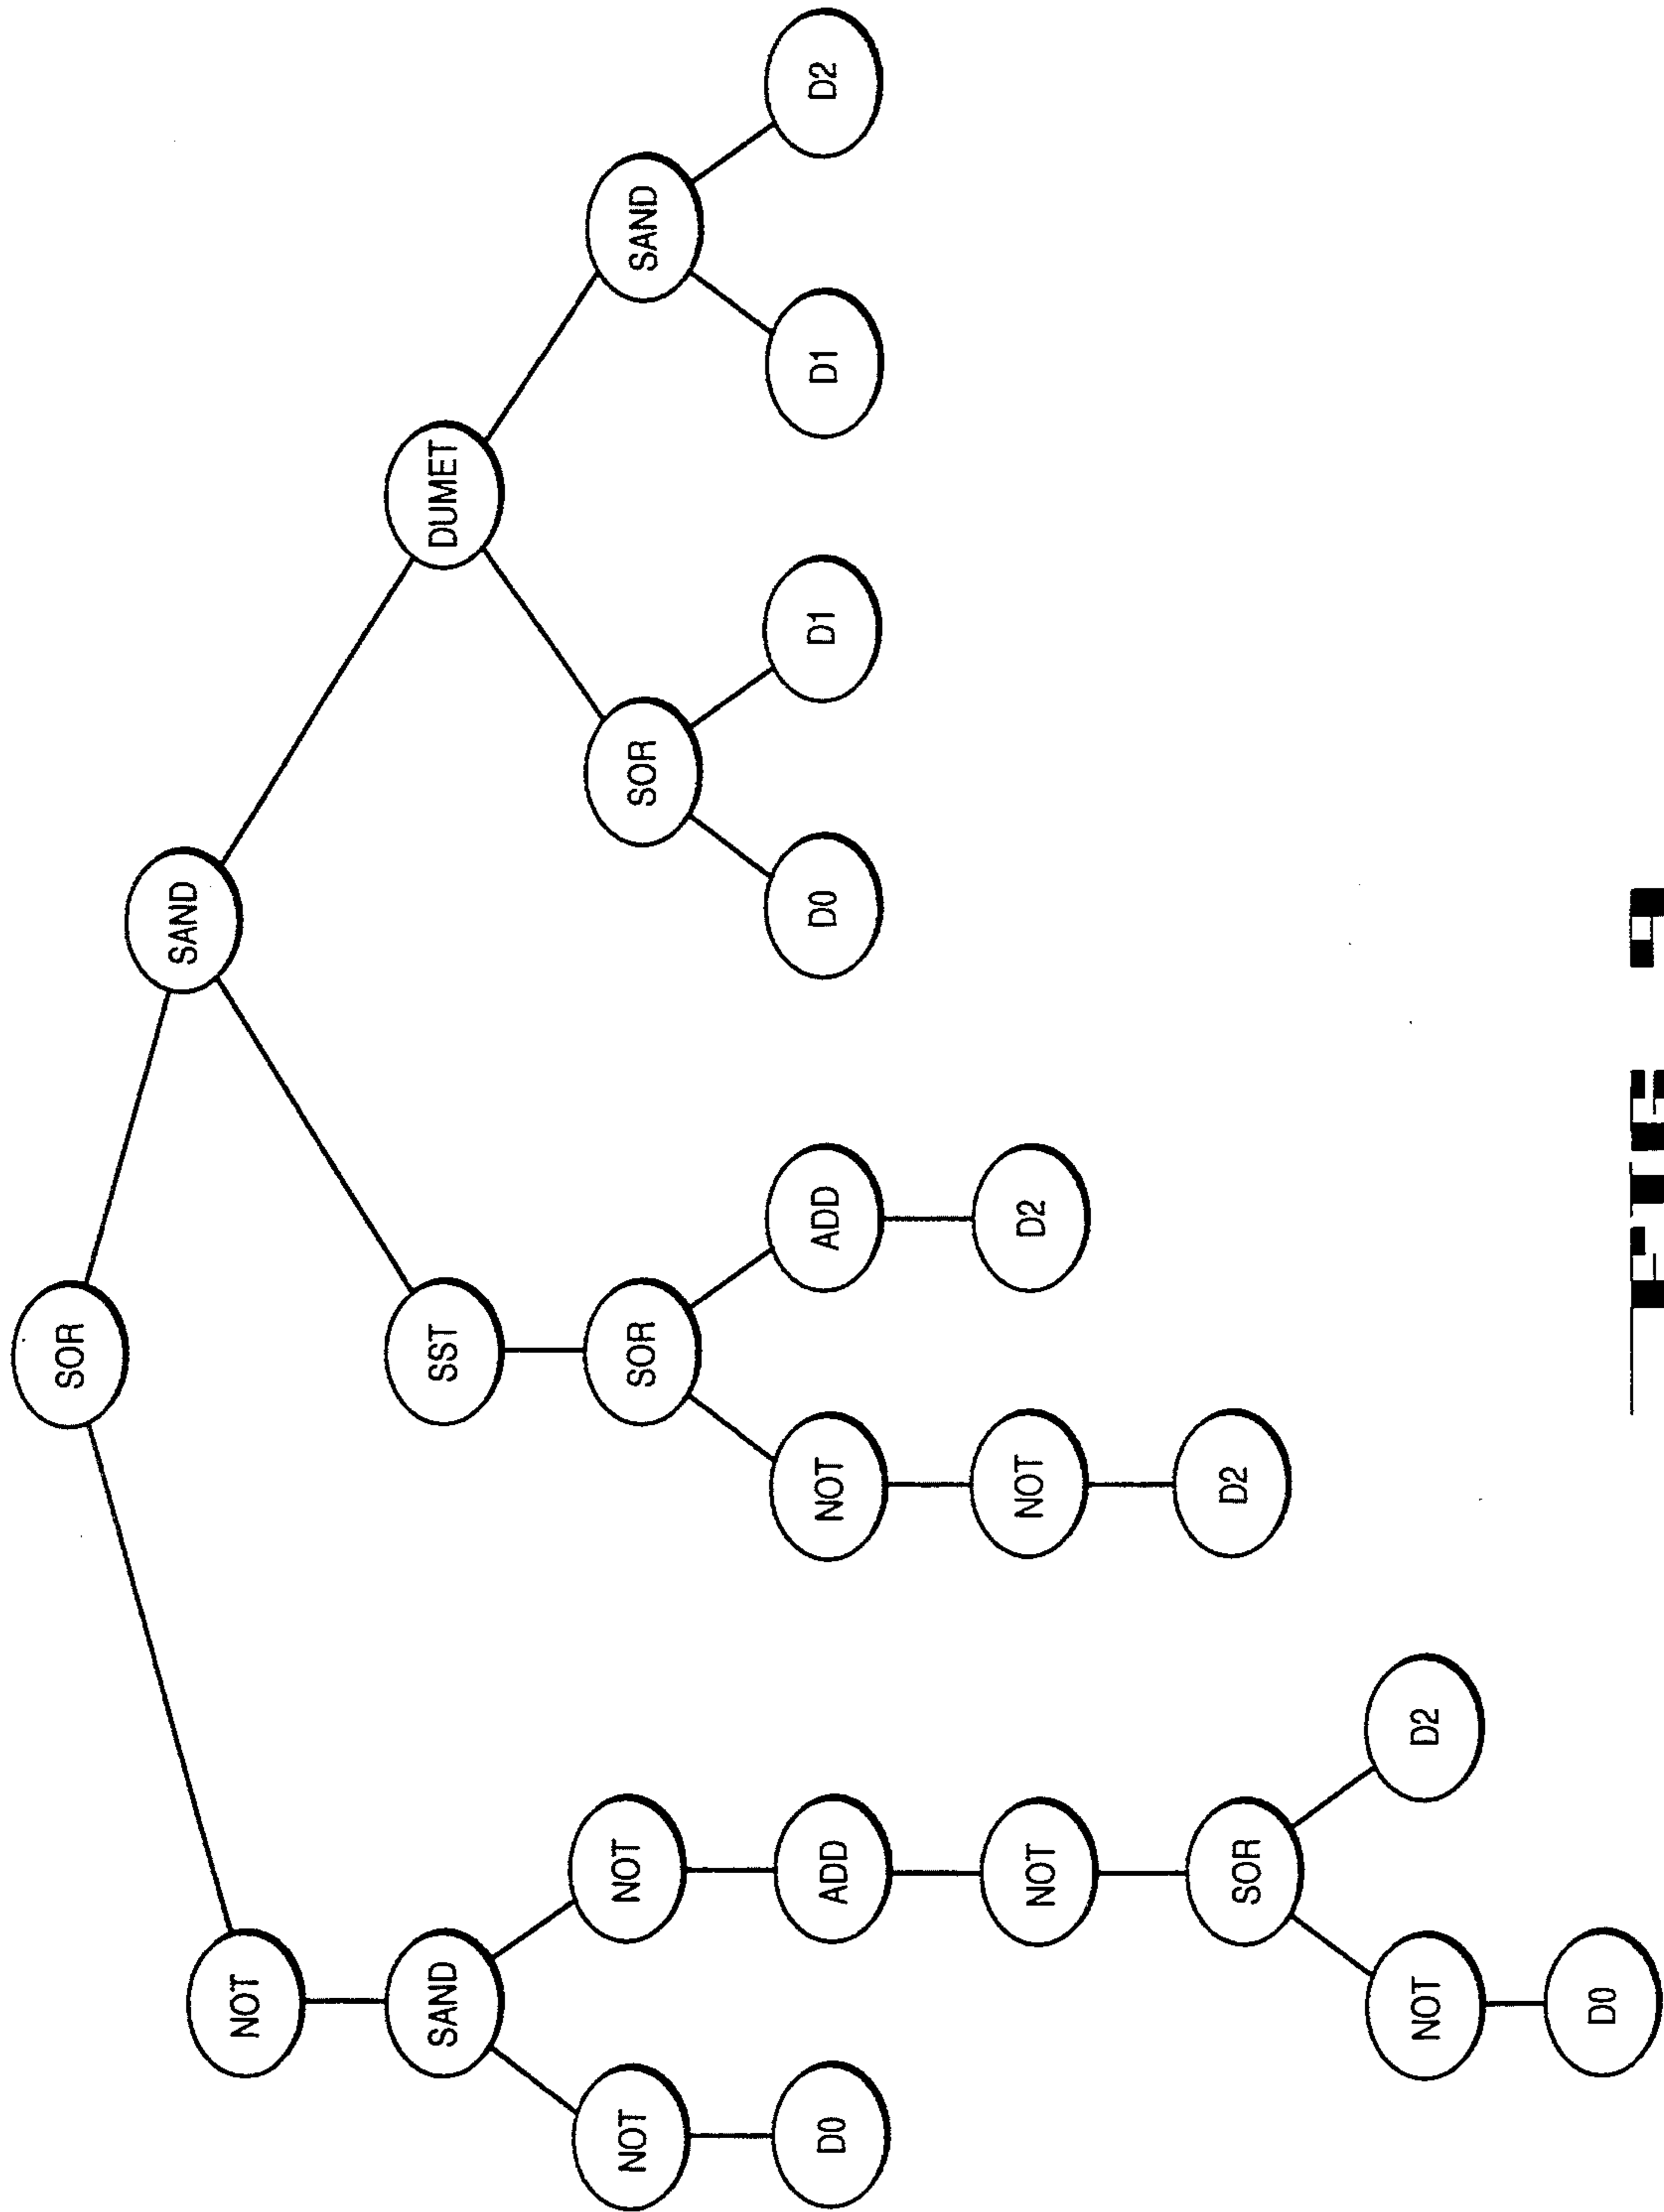 SOR
SAND
NOT
SAND SST DUMET
NOT NOT SOR SOR SAND
D0 ADD NOT ADD D0 D1 D1 D2
NOT NOT D2
SOR D2
NOT D2
D0